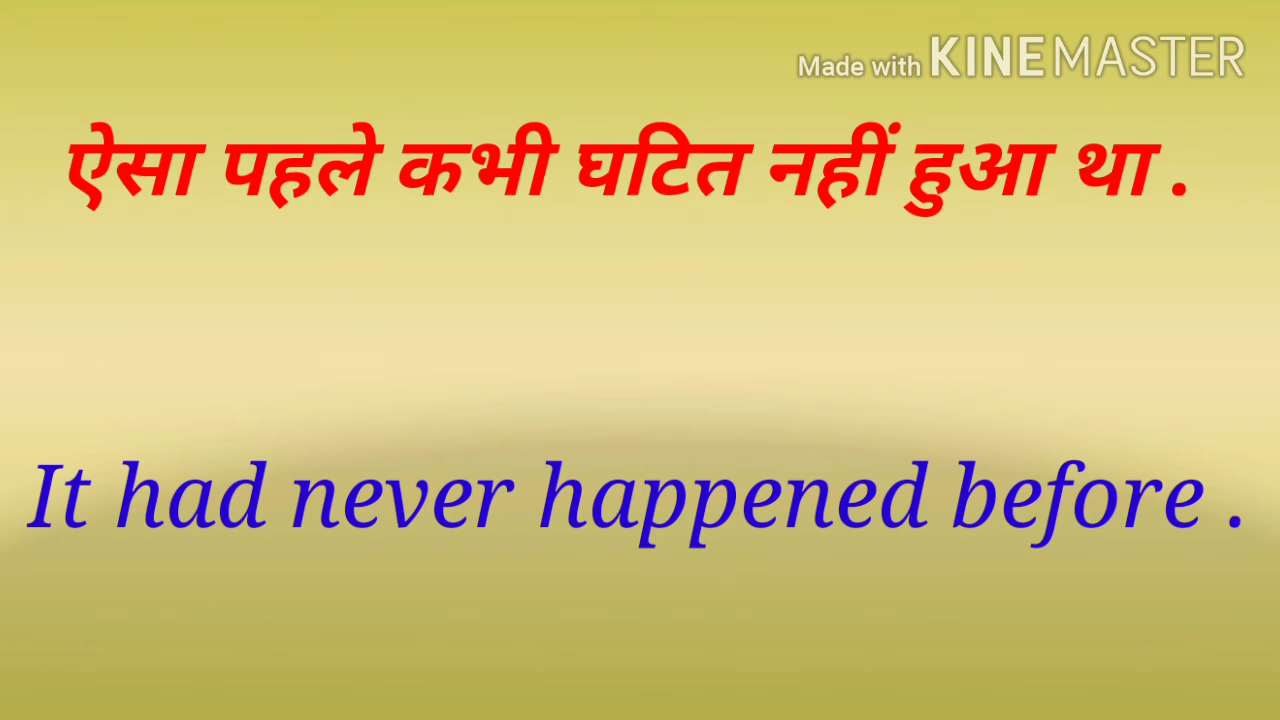 Made with KINEMASTER
ऐसा पहले कभी घटित नहीं हुआ था .
It had never happened before .